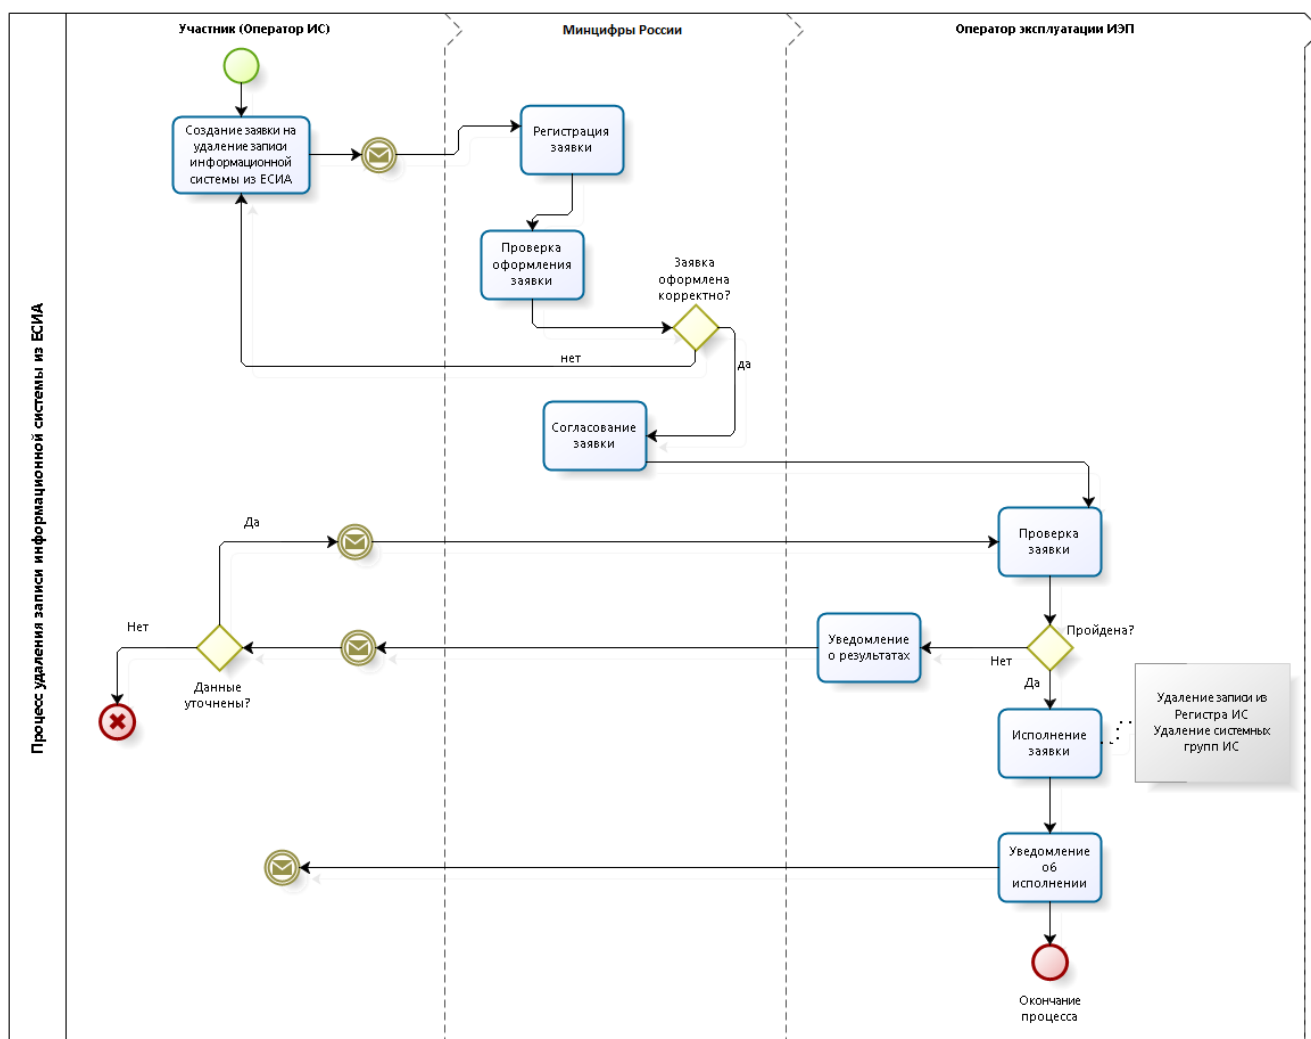 Участник (Оператор ИС)
Минцифры России
Оператор эксплуатации ИЭП
Процесс удаления записи информационной системы из ЕСИА
Создание заявки на
удаление записи
информационной
системы из ЕСИА
Регистрация
заявки
Проверка
оформления
заявки
Заявка
оформлена
корректно?
нет
да
Согласование
заявки
Да
Проверка
заявки
Нет
Данные
уточнены?
Уведомление
о результатах
Нет
Пройдена?
Да
Исполнение
заявки
Удаление записи из
Регистра ИС
Удаление системных
групп ИС
Уведомление
об
исполнении
Окончание
процесса